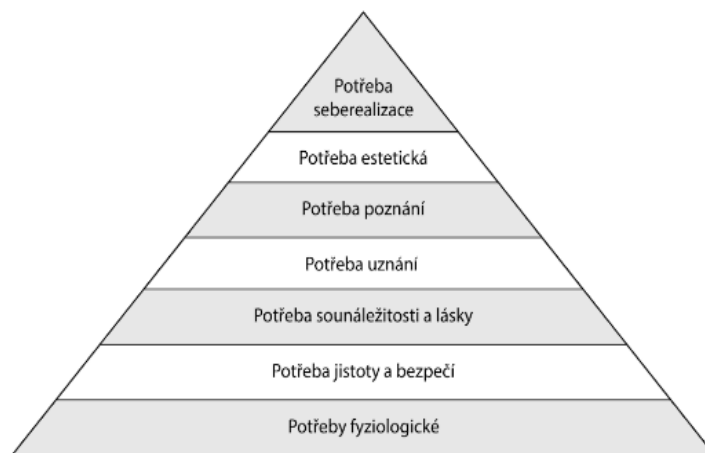 Potřeba
seberealizace
Potřeba estetická
Potřeba poznání
Potřeba uznání
Potřeba sounáležitosti a lásky
Potřeba jistoty a bezpečí
Potřeby fyziologické